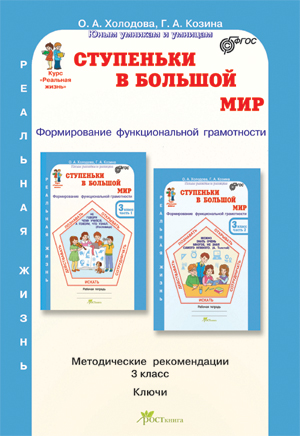 О. А. Холодова, Г. А. Козина
Юным умникам и умницам
Курс
«Реальная
жизнь»
ФГОС
СТУПЕНЬКИ
В БОЛЬШОЙ
МИР
Формирование функциональной грамотности
РЕАЛЬНАЯ ЖИЗНЬ
О. А. Холодова, Г. А. Козина
СТУПЕНЬКИ
В БОЛЬШОЙ
МИР
Формирование функциональной грамотности
3 класс
часть 1
ИСКАТЬ
Рабочая тетрадь
О. А. Холодова, Г. А. Козина
СТУПЕНЬКИ
В БОЛЬШОЙ
МИР
Формирование функциональной грамотности
3 класс
часть 2
ИСКАТЬ
Рабочая тетрадь
Методические рекомендации
3 класс
Ключи
РОСТкнига